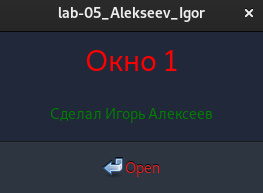 lab-05_Alekseev_Igor
Окно 1
Сделал Игорь Алексеев
Open